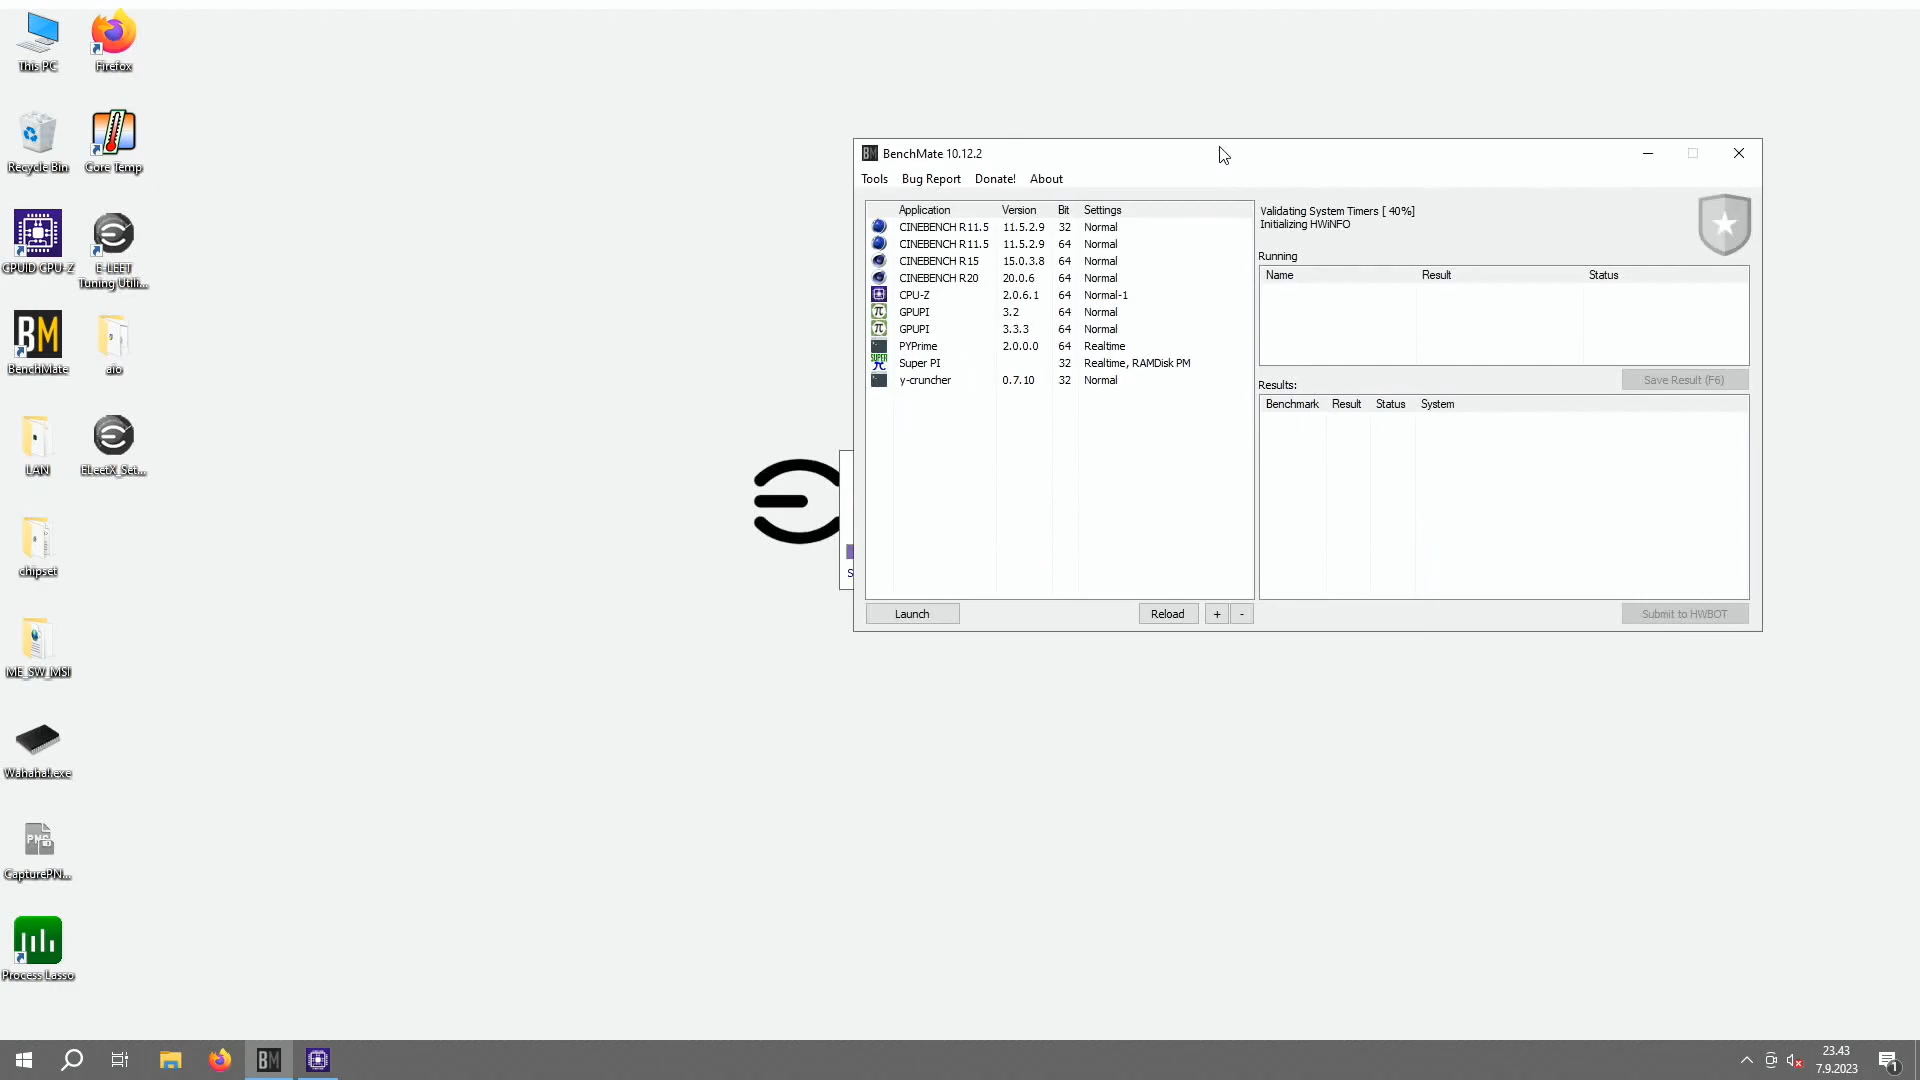 This PC
Firefox
Recycle Bin
Core Temp
CPUID CPU-Z
E-LEET
Tuning Utili...
BM
BenchMate
aio
LAN
ELeetX_Set...
chipset
ME_SW_MSI
Wahaha!.exe
PNG
CapturePN...
Process Lasso
BM BenchMate 10.12.2
Tools Bug Report Donate! About
Application Version Bit Settings
CINEBENCH R11.5 11.5.2.9 32 Normal
CINEBENCH R11.5 11.5.2.9 64 Normal
CINEBENCH R15 15.0.3.8 64 Normal
CINEBENCH R20 20.0.6 64 Normal
CPU-Z 2.0.6.1 64 Normal-1
π GPUPI 3.2 64 Normal
π GPUPI 3.3.3 64 Normal
PYPrime 2.0.0.0 64 Realtime
SUPER π Super PI 32 Realtime, RAMDisk PM
y-cruncher 0.7.10 32 Normal
Launch
Reload
+
-
Validating System Timers [ 40%]
Initializing HWiNFO
Running
Name Result Status
Save Result (F6)
Results:
Benchmark Result Status System
Submit to HWBOT
S
BM
23.43
7.9.2023
1